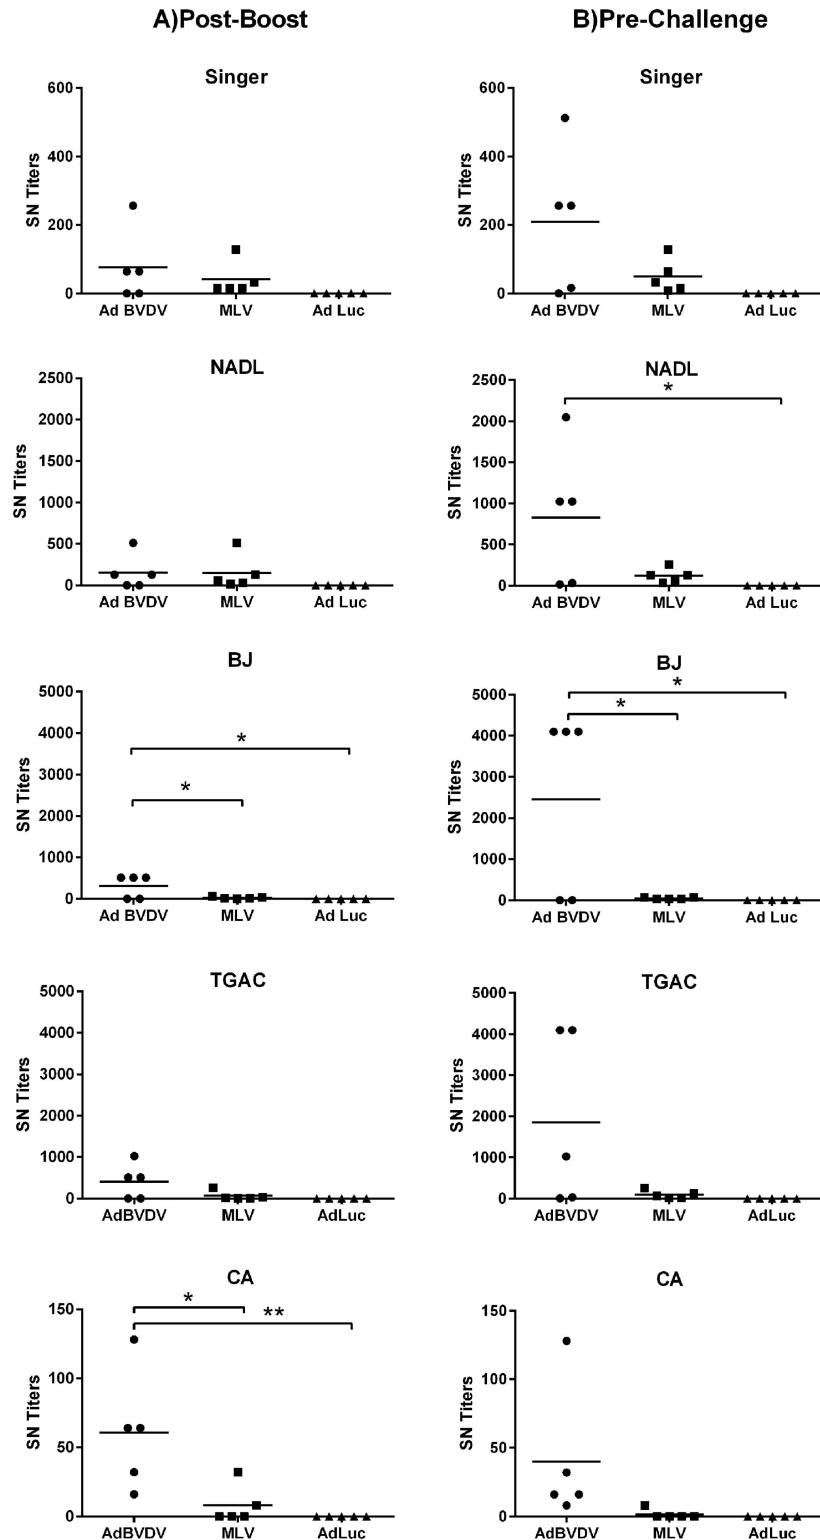 A)Post-Boost
B)Pre-Challenge
Singer
600
400
200
0
SN Titers
Ad BVDV MLV Ad Luc
Singer
600
400
200
0
SN Titers
Ad BVDV MLV Ad Luc
NADL
2500
2000
1500
1000
500
0
SN Titers
Ad BVDV MLV Ad Luc
NADL
*
2500
2000
1500
1000
500
0
SN Titers
Ad BVDV MLV Ad Luc
BJ
*
*
5000
4000
3000
2000
1000
0
SN Titers
Ad BVDV MLV Ad Luc
BJ
*
*
5000
4000
3000
2000
1000
0
SN Titers
Ad BVDV MLV Ad Luc
TGAC
5000
4000
3000
2000
1000
0
SN Titers
AdBVDV MLV AdLuc
TGAC
5000
4000
3000
2000
1000
0
SN Titers
AdBVDV MLV AdLuc
CA
*
**
150
100
50
0
SN Titers
AdBVDV MLV AdLuc
CA
150
100
50
0
SN Titers
AdBVDV MLV AdLuc